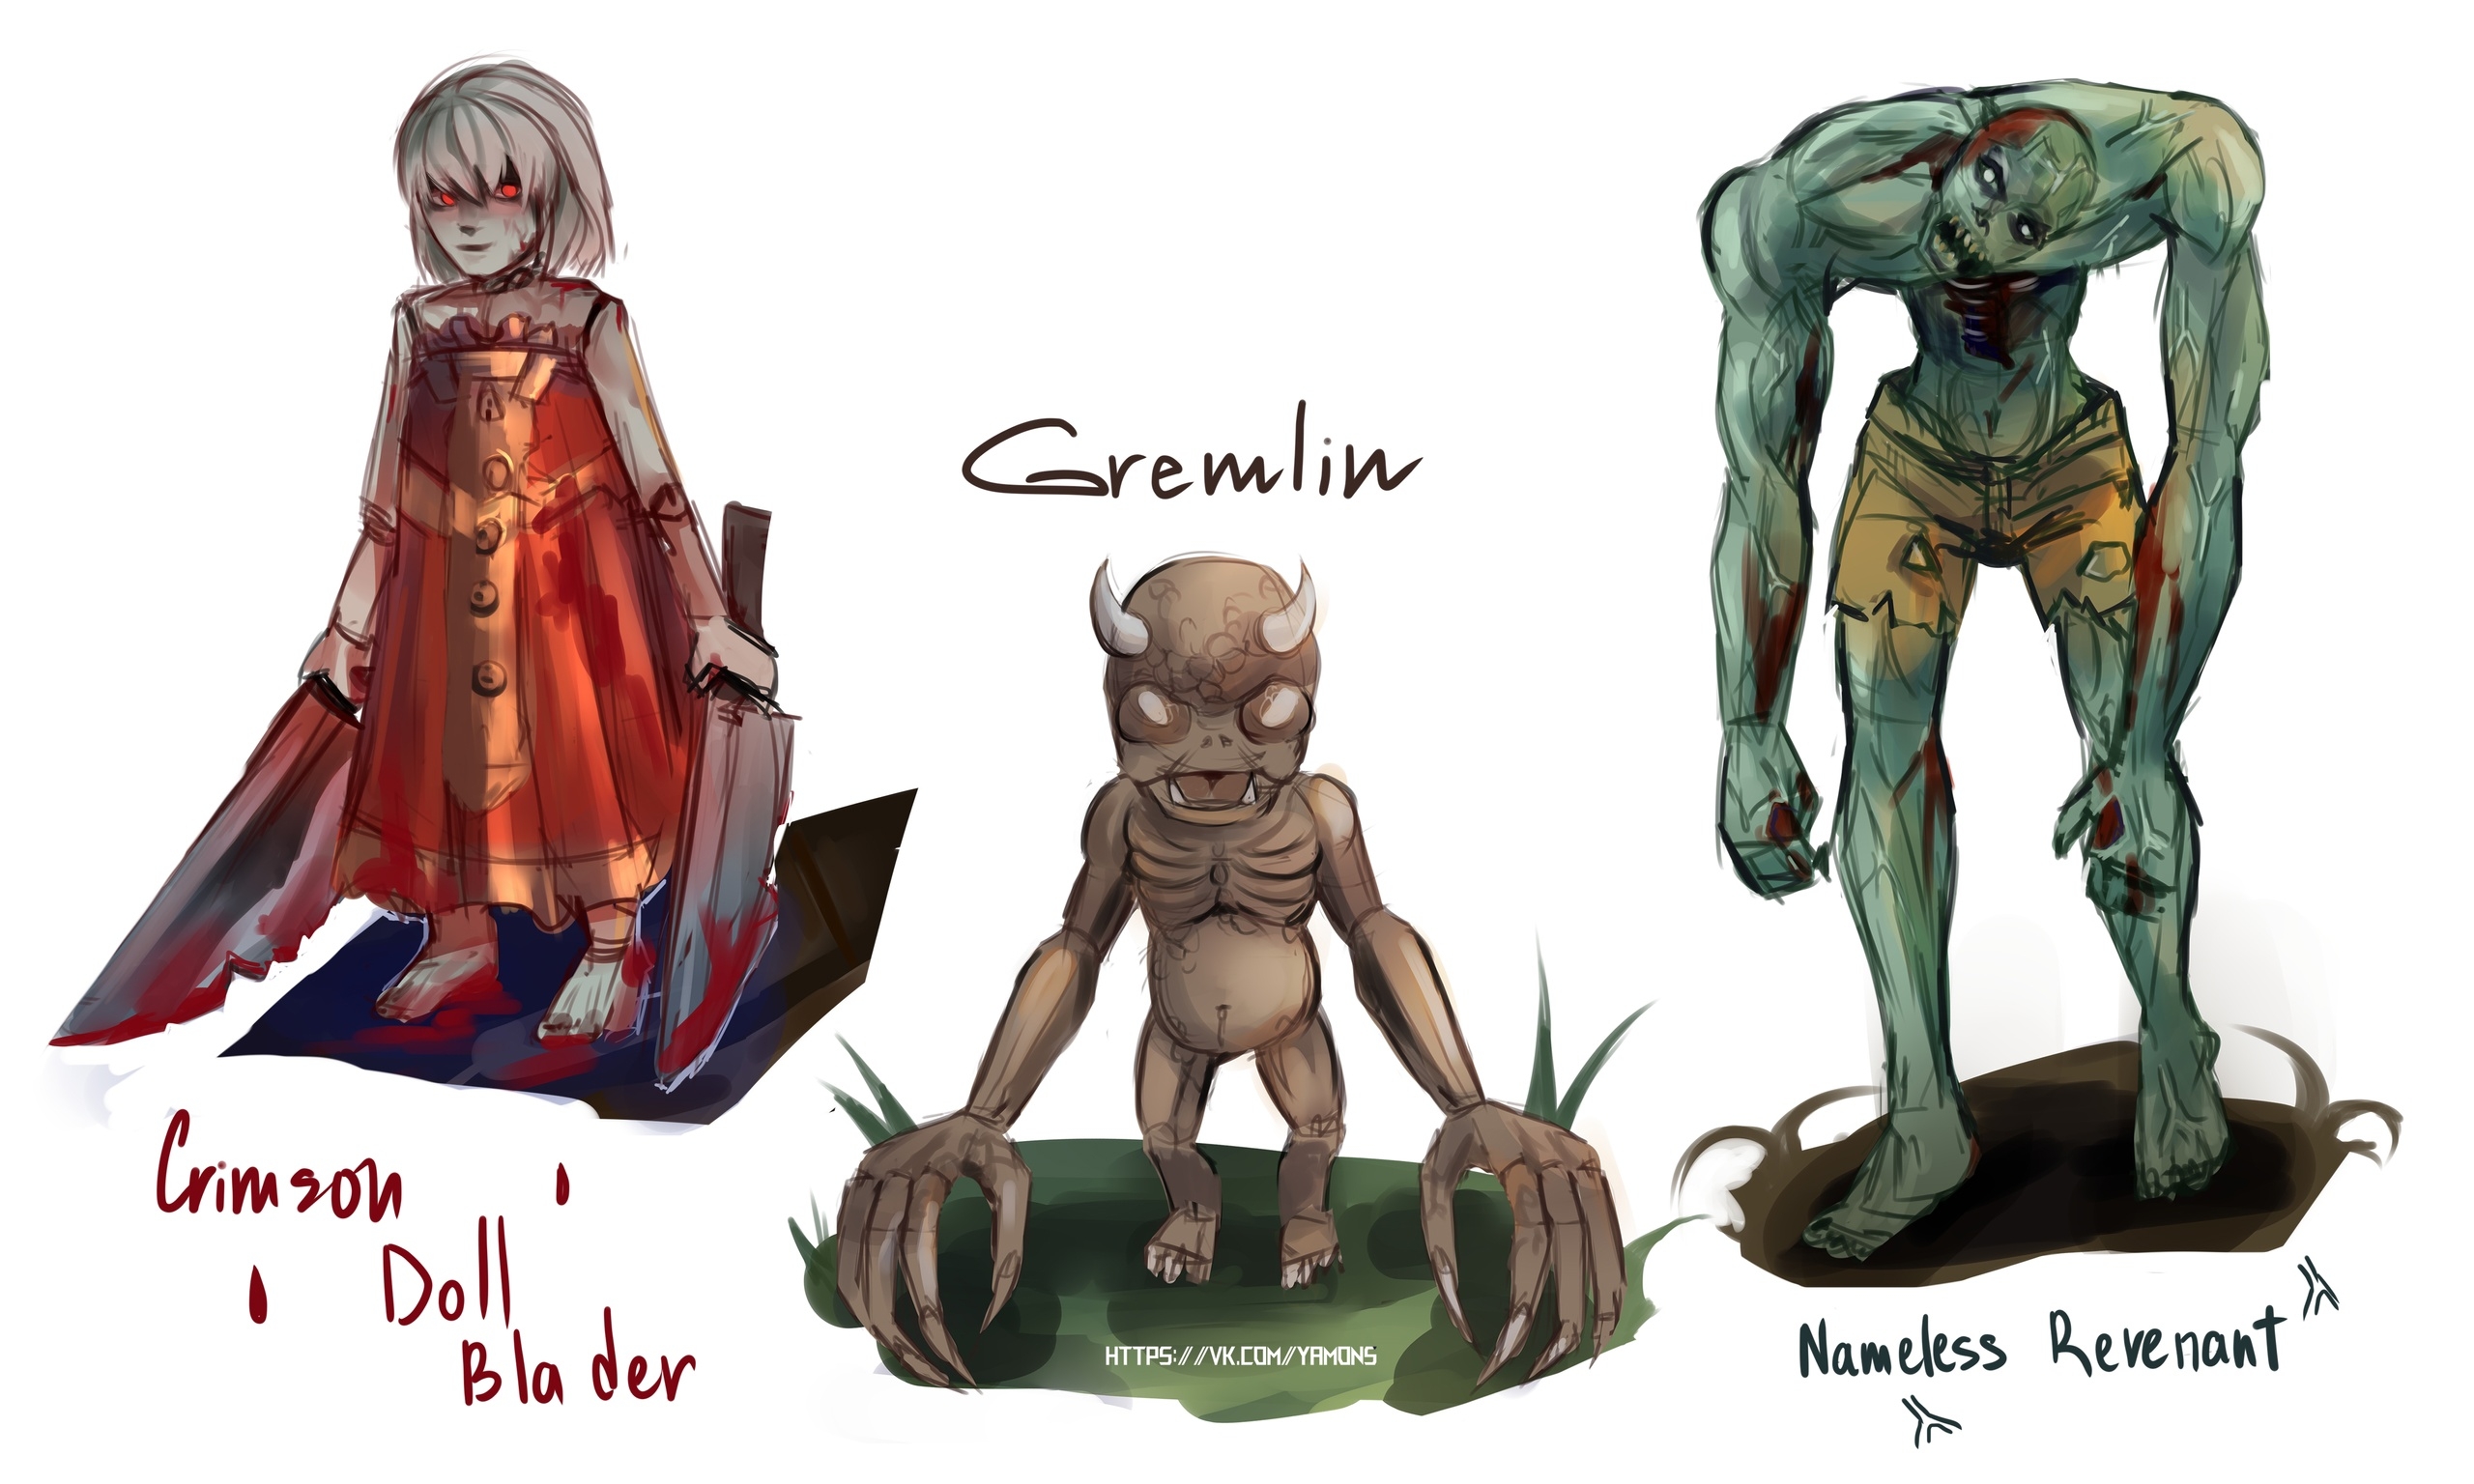 Gremlin
Crimson
Doll
Blader
HTTPS://VK.COM/YAMONS
Nameless Revenant